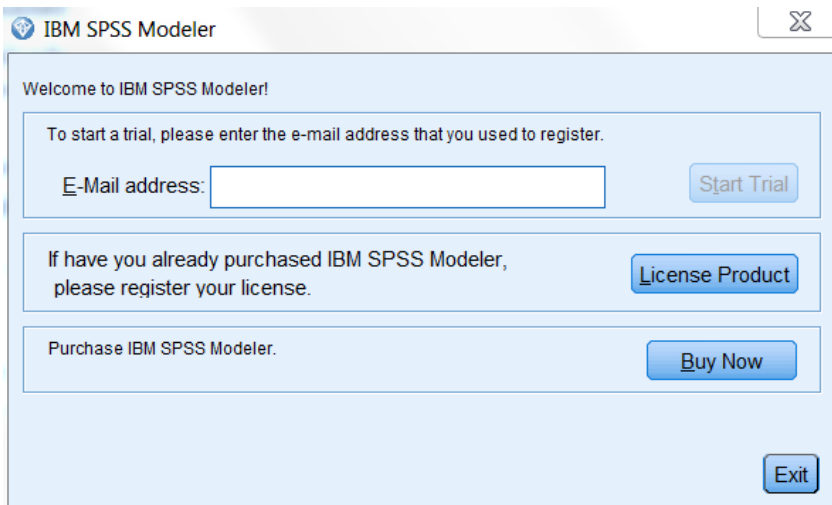 IBM SPSS Modeler
Welcome to IBM SPSS Modeler!
To start a trial, please enter the e-mail address that you used to register.
E-Mail address:
Start Trial
If have you already purchased IBM SPSS Modeler,
please register your license.
License Product
Purchase IBM SPSS Modeler.
Buy Now
Exit